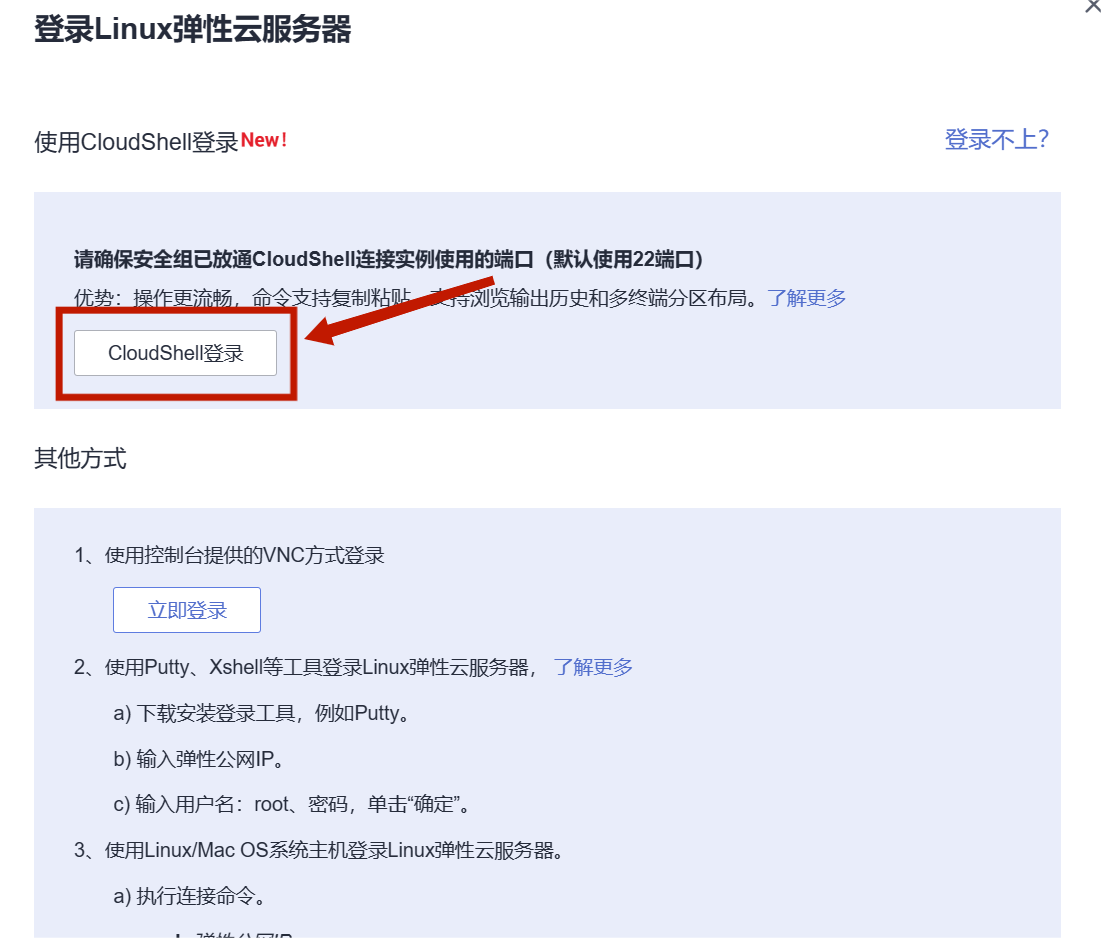 登录Linux弹性云服务器
使用CloudShell登录New!
登录不上?
请确保安全组已放通CloudShell连接实例使用的端口（默认使用22端口）
优势：操作更流畅，命令支持复制粘贴，支持浏览输出历史和多终端分区布局。了解更多
CloudShell登录
其他方式
1、使用控制台提供的VNC方式登录
立即登录
2、使用Putty、Xshell等工具登录Linux弹性云服务器，了解更多
a) 下载安装登录工具，例如Putty。
b) 输入弹性公网IP。
c) 输入用户名：root、密码，单击“确定”。
3、使用Linux/Mac OS系统主机登录Linux弹性云服务器。
a) 执行连接命令。
弹性公网IP